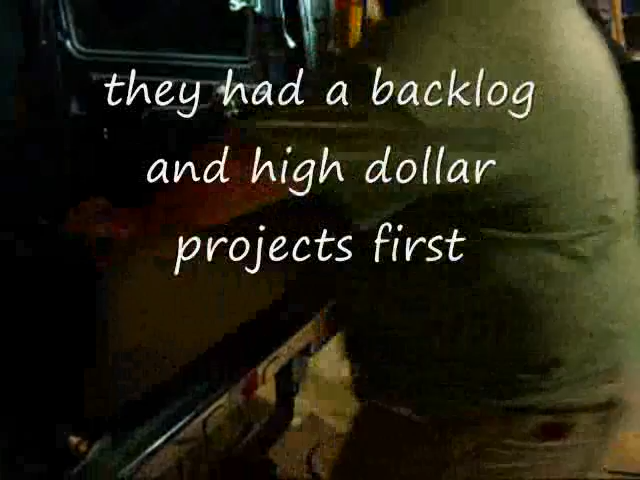 they had a backlog
and high dollar
projects first